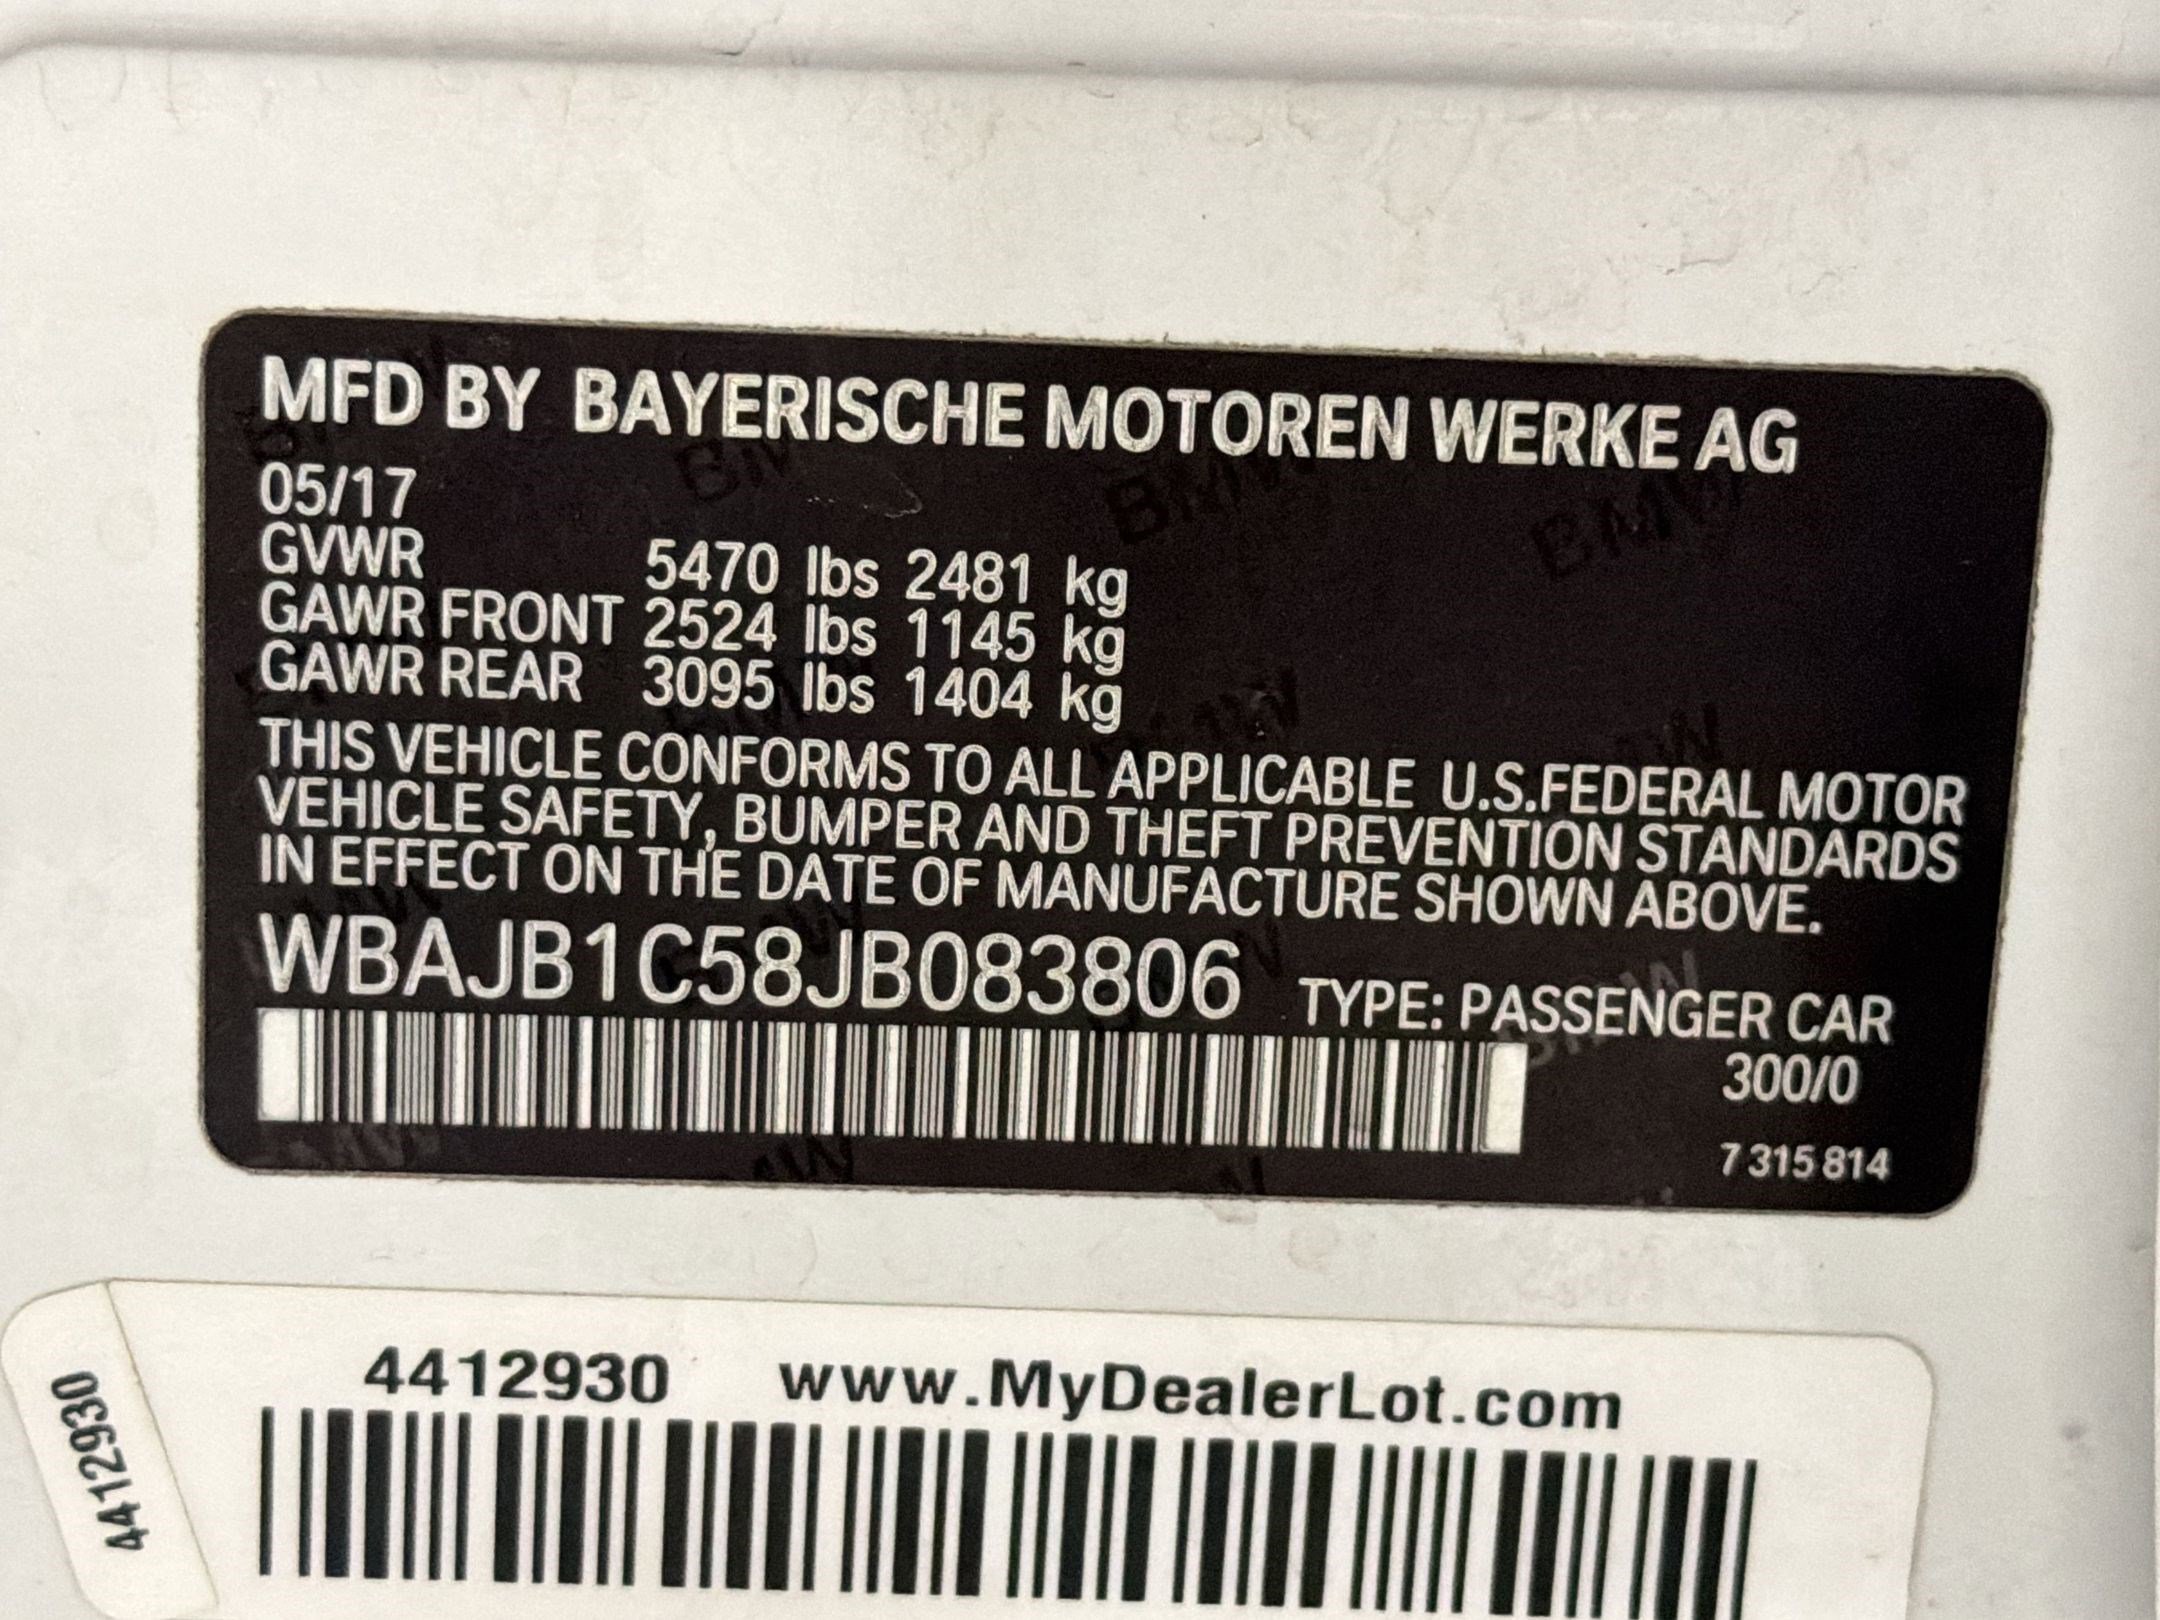 MFD BY BAYERISCHE MOTOREN WERKE AG
05/17
GVWR 5470 lbs 2481 kg
GAWR FRONT 2524 lbs 1145 kg
GAWR REAR 3095 lbs 1404 kg
THIS VEHICLE CONFORMS TO ALL APPLICABLE U.S.FEDERAL MOTOR
VEHICLE SAFETY, BUMPER AND THEFT PREVENTION STANDARDS
IN EFFECT ON THE DATE OF MANUFACTURE SHOWN ABOVE.
WBAJB1C58JB083806 TYPE: PASSENGER CAR
300/0
7 315 814
4412930 www.MyDealerLot.com
4412930